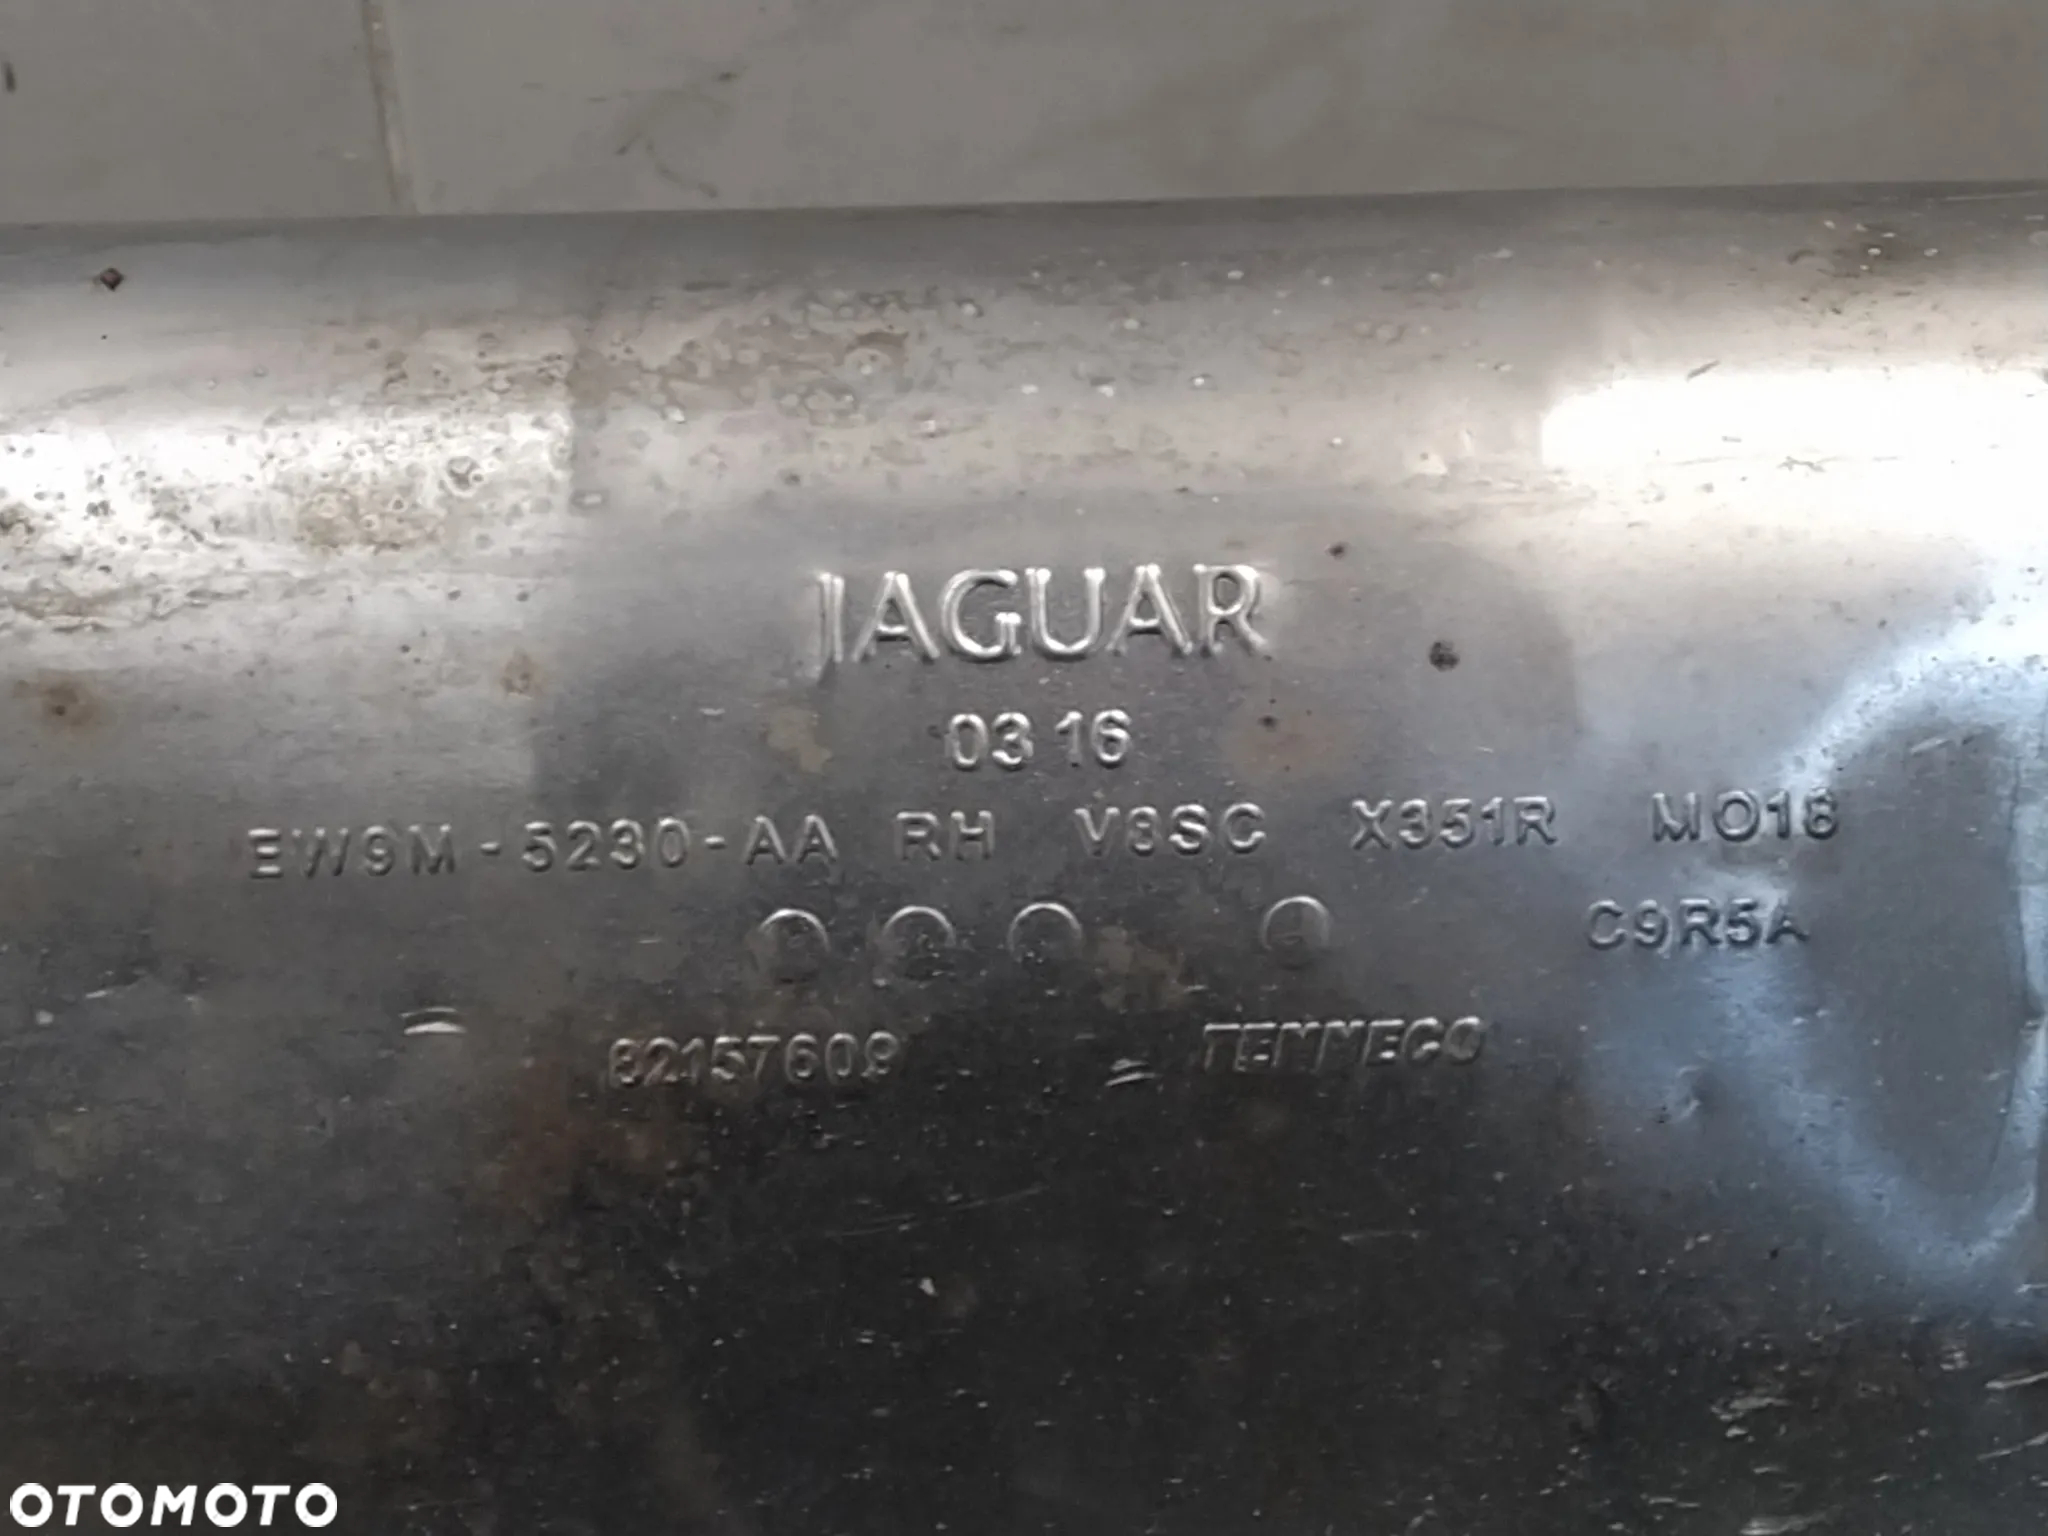 JAGUAR
03 16
EW9M-5230-AA RH V8SC X351R MO18
C9R5A
82157609 TENNECO
OTOMOTO